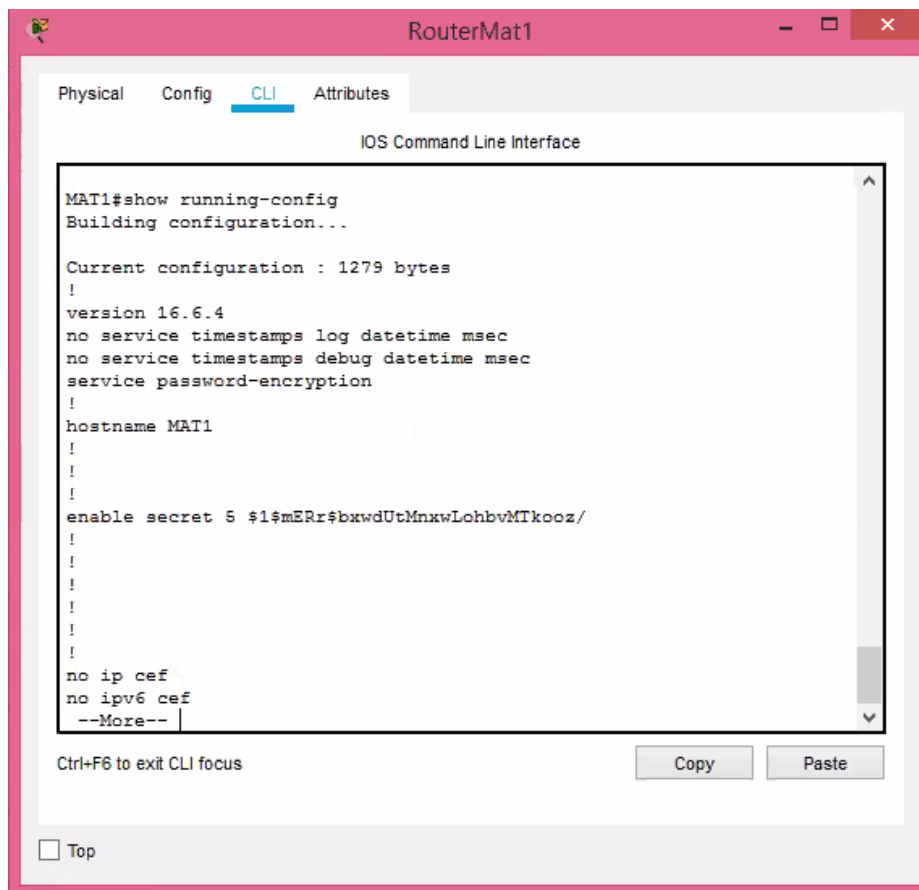 RouterMat1
Physical Config CLI Attributes
IOS Command Line Interface
MAT1#show running-config
Building configuration...
Current configuration : 1279 bytes
!
version 16.6.4
no service timestamps log datetime msec
no service timestamps debug datetime msec
service password-encryption
!
hostname MAT1
!
!
!
enable secret 5 $1$mERr$bxwdUtMnxwLohbvMTkooz/
!
!
!
!
!
!
no ip cef
no ipv6 cef
--More--
Ctrl+F6 to exit CLI focus
Copy Paste
Top